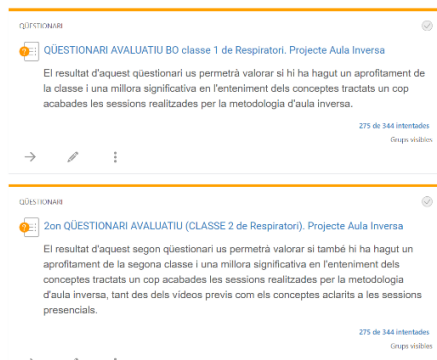 QÜESTIONARI
QÜESTIONARI AVALUATIU BO classe 1 de Respiratori. Projecte Aula Inversa
El resultat d'aquest qüestionari us permetrà valorar si hi ha hagut un aprofitament de
la classe i una millora significativa en l'enteniment dels conceptes tractats un cop
acabades les sessions realitzades per la metodologia d'aula inversa.
275 de 344 intentades
Grups visibles
QÜESTIONARI
2on QÜESTIONARI AVALUATIU (CLASSE 2 de Respiratori). Projecte Aula Inversa
El resultat d'aquest segon qüestionari us permetrà valorar si també hi ha hagut un
aprofitament de la segona classe i una millora significativa en l'enteniment dels
conceptes tractats un cop acabades les sessions realitzades per la metodologia
d'aula inversa, tant des dels vídeos previs com els conceptes aclarits a les sessions
presencials.
275 de 344 intentades
Grups visibles